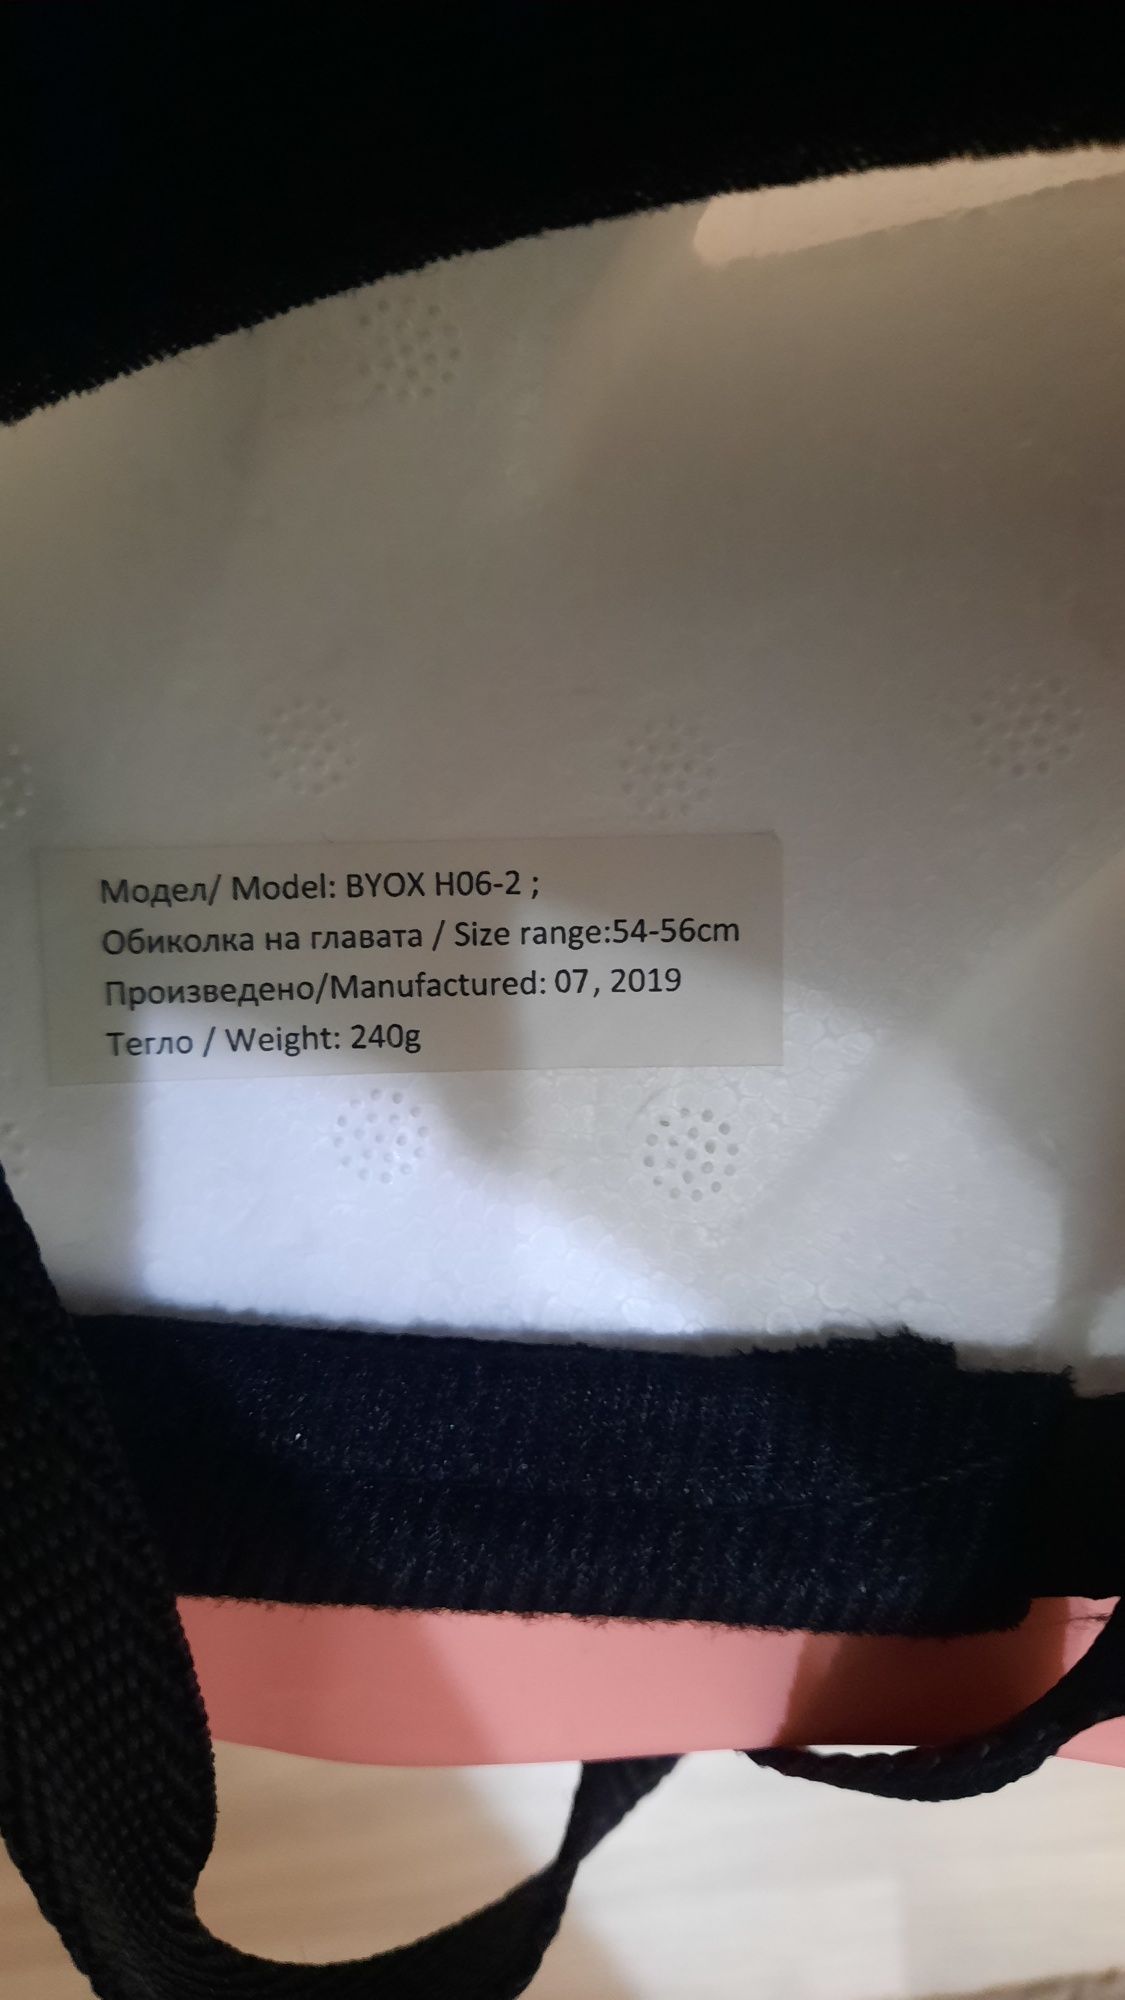 Модел/ Model: BYOX H06-2 ;
Обиколка на главата / Size range:54-56cm
Произведено/Manufactured: 07, 2019
Тегло / Weight: 240g